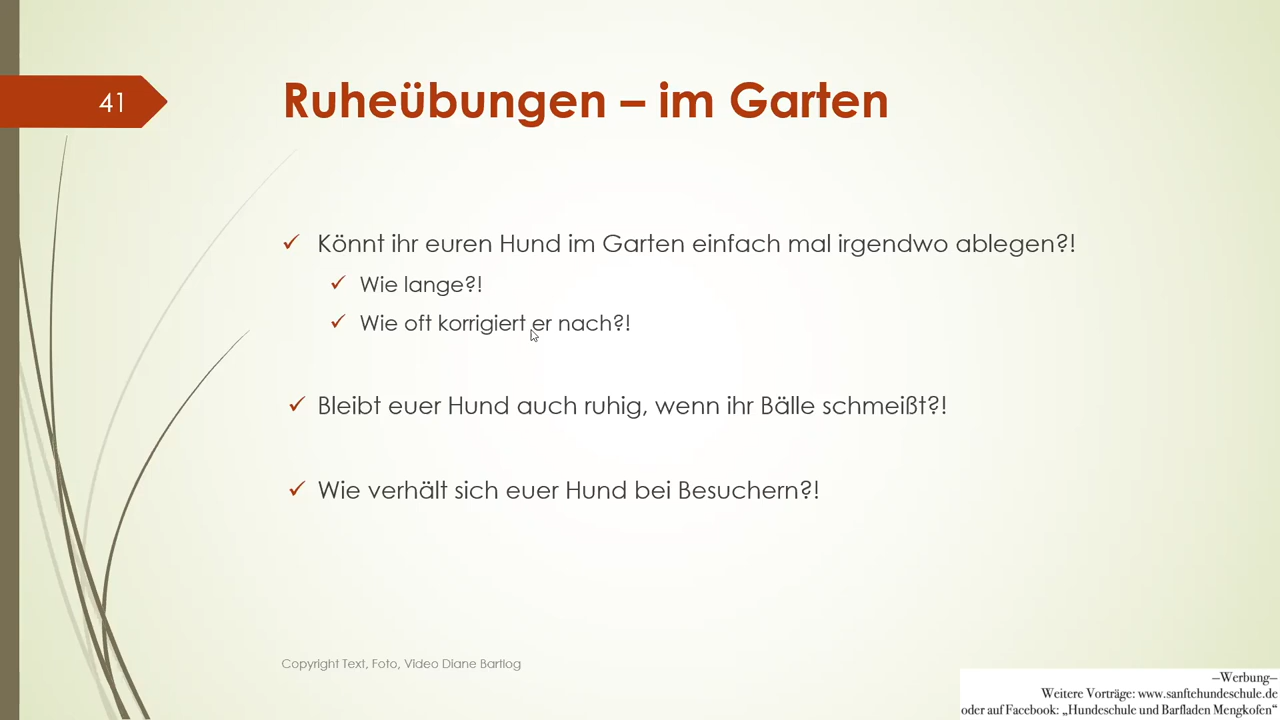 41
Ruheübungen – im Garten
Könnt ihr euren Hund im Garten einfach mal irgendwo ablegen?!
Wie lange?!
Wie oft korrigiert er nach?!
Bleibt euer Hund auch ruhig, wenn ihr Bälle schmeißt?!
Wie verhält sich euer Hund bei Besuchern?!
Copyright Text, Foto, Video Diane Bartlog
—Werbung—
Weitere Vorträge: www.sanftehundeschule.de
oder auf Facebook: „Hundeschule und Barfladen Mengkofen“